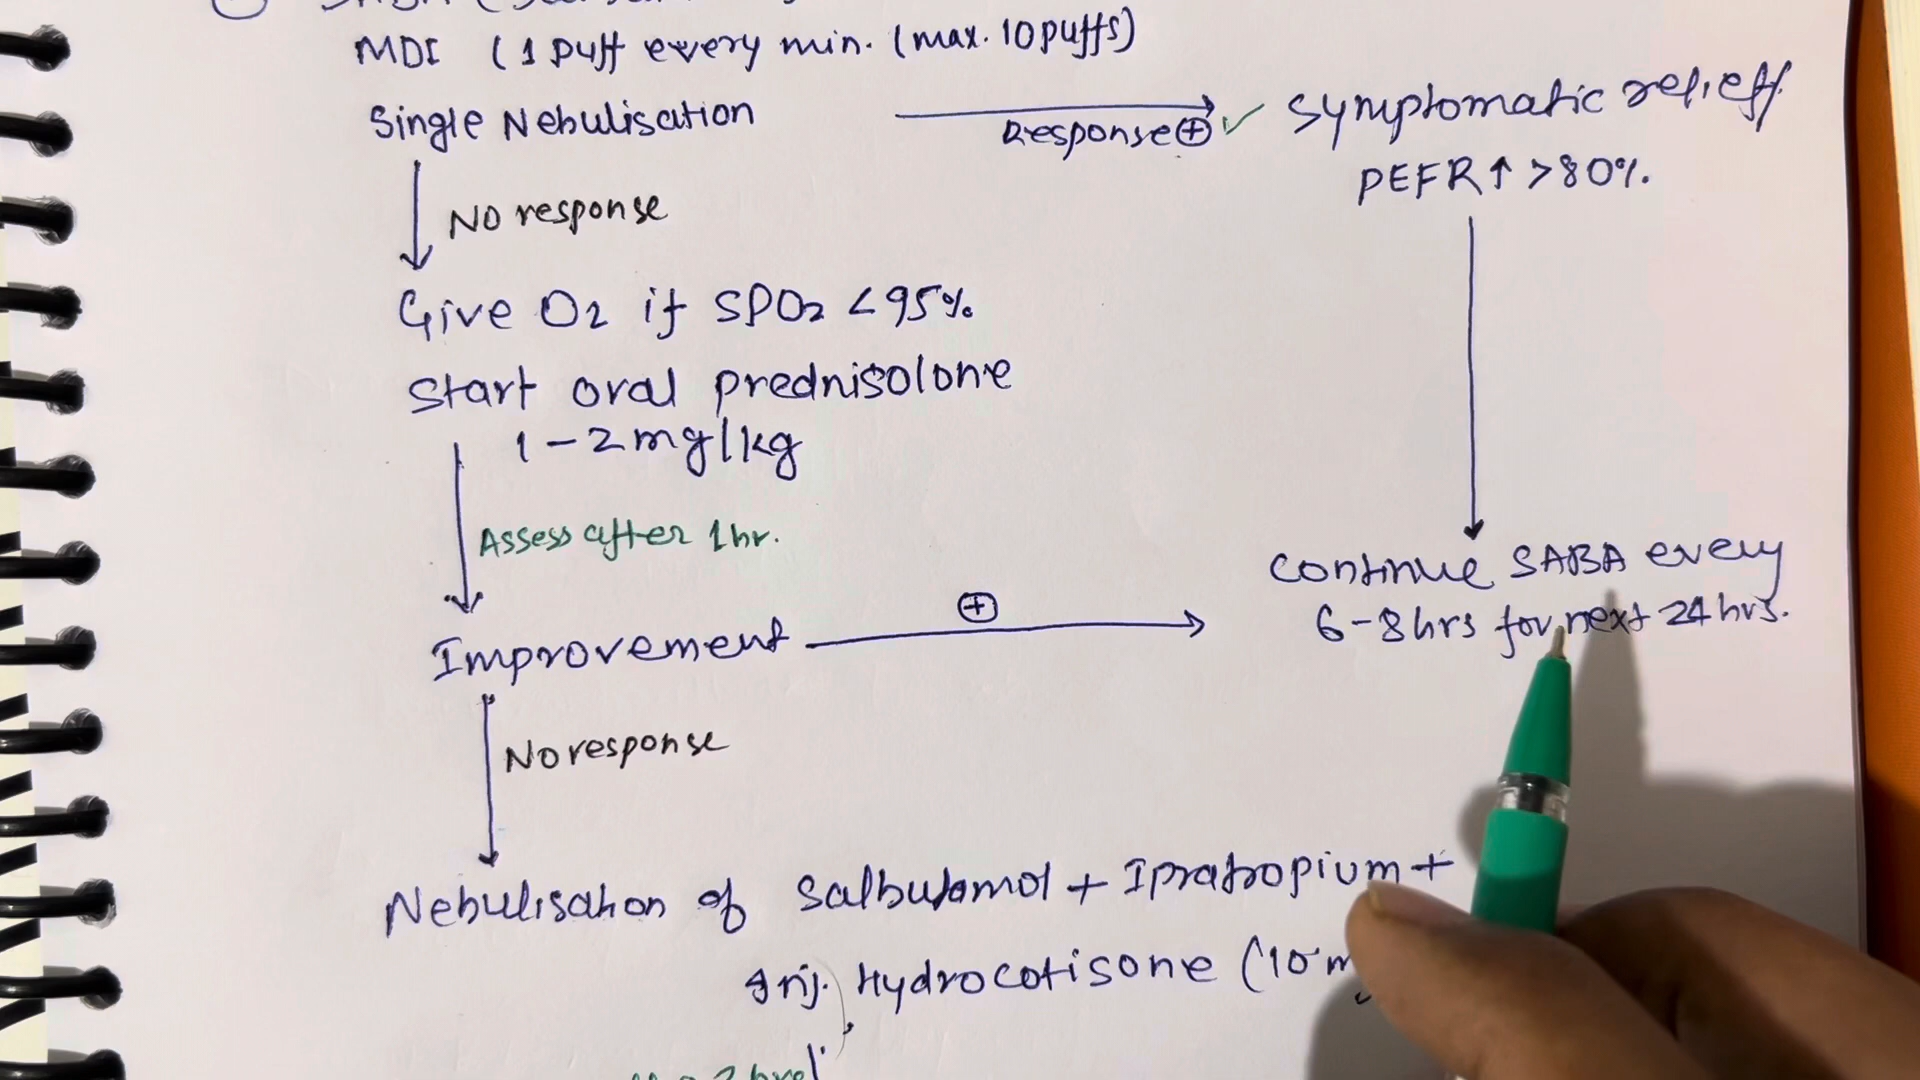 MDI (1 puff every min. (max. 10 puffs)
Single Nebulisation
Response ⊕ ✓
Symptomatic relieff.
PEFR ↑ >80%.
No response
Give O2 if SPO2 <95%.
Start oral prednisolone
1-2mg/kg
Assess after 1hr.
Improvement
⊕
Continue SABA every
6-8hrs for next 24hrs.
No response
Nebulisation of Salbutamol + Ipratropium +
Inj. Hydrocotisone (10 m